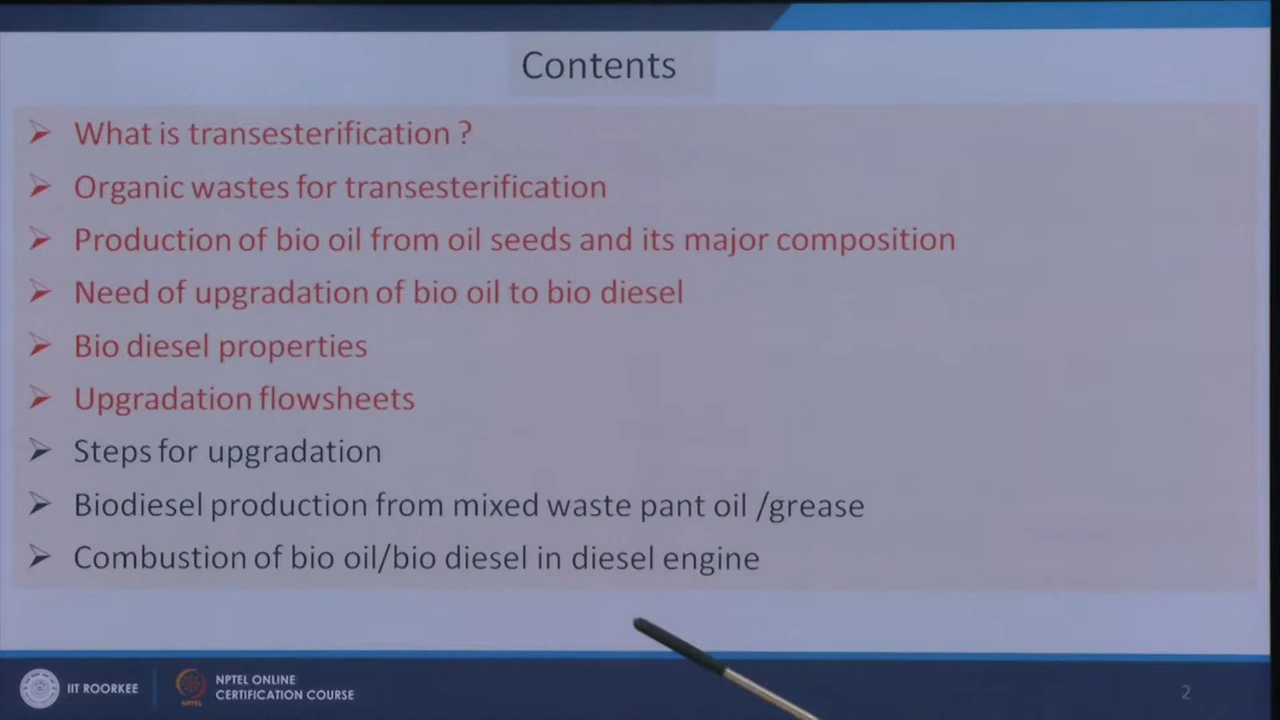 Contents
What is transesterification ?
Organic wastes for transesterification
Production of bio oil from oil seeds and its major composition
Need of upgradation of bio oil to bio diesel
Bio diesel properties
Upgradation flowsheets
Steps for upgradation
Biodiesel production from mixed waste pant oil /grease
Combustion of bio oil/bio diesel in diesel engine
IIT ROORKEE
NPTEL
NPTEL ONLINE
CERTIFICATION COURSE
2